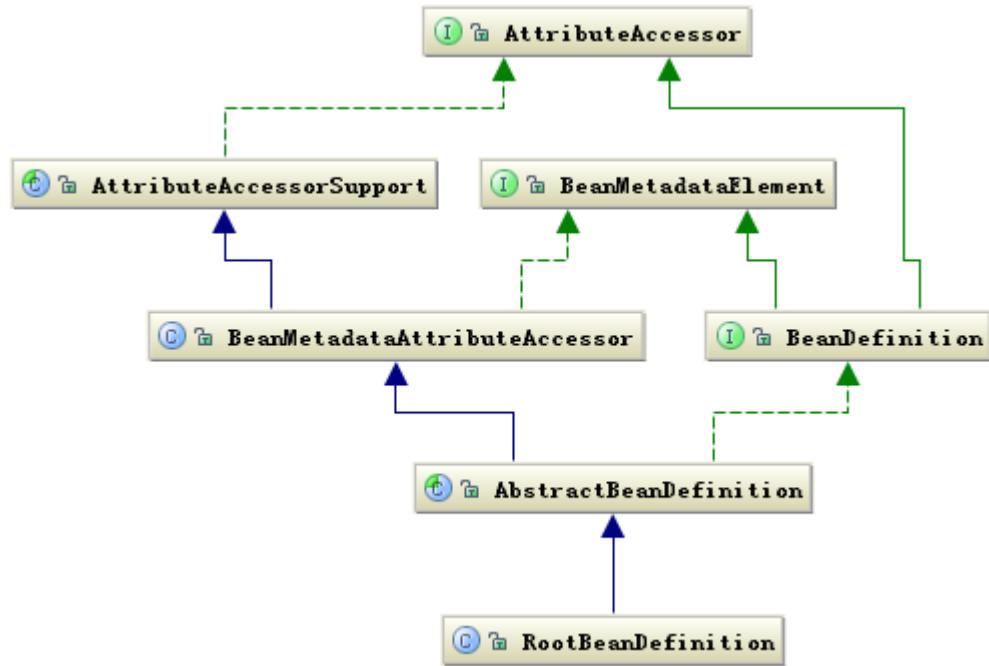 I AttributeAccessor
C AttributeAccessorSupport
I BeanMetadataElement
C BeanMetadataAttributeAccessor
I BeanDefinition
C AbstractBeanDefinition
C RootBeanDefinition